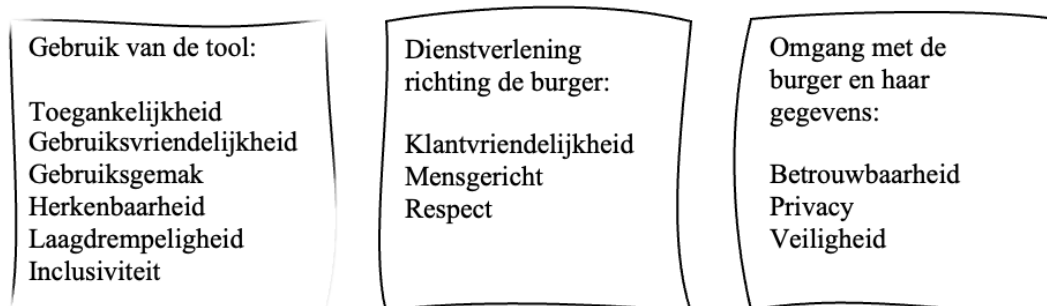 Gebruik van de tool:
Toegankelijkheid
Gebruiksvriendelijkheid
Gebruiksgemak
Herkenbaarheid
Laagdrempeligheid
Inclusiviteit
Dienstverlening
richting de burger:
Klantvriendelijkheid
Mensgericht
Respect
Omgang met de
burger en haar
gegevens:
Betrouwbaarheid
Privacy
Veiligheid